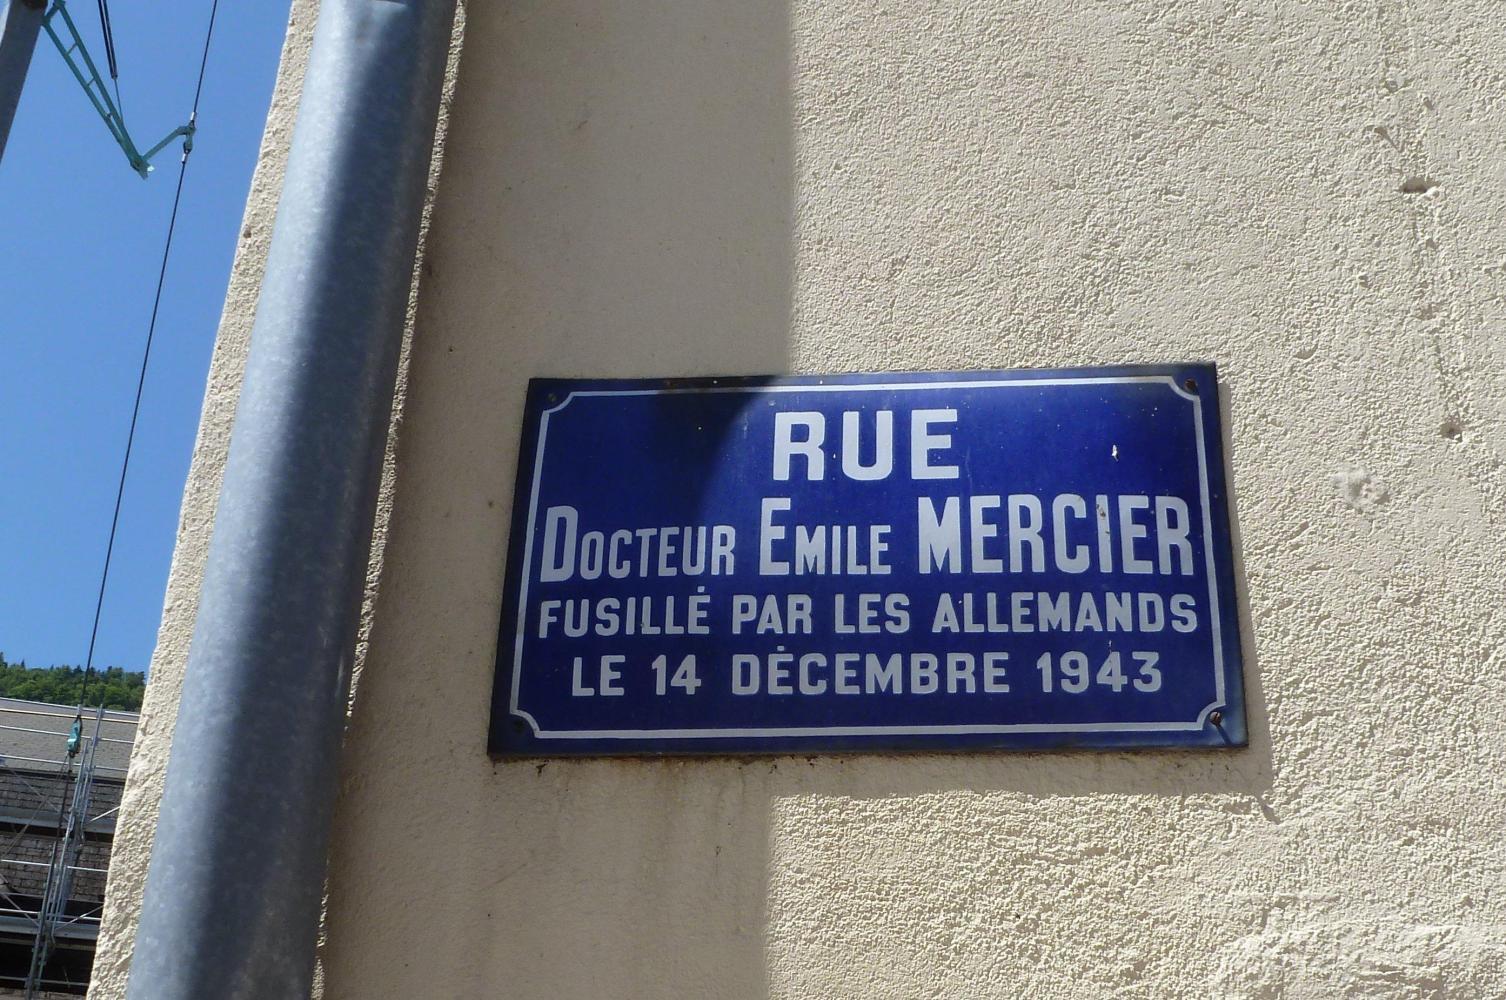 RUE
DOCTEUR EMILE MERCIER
FUSILLÉ PAR LES ALLEMANDS
LE 14 DÉCEMBRE 1943